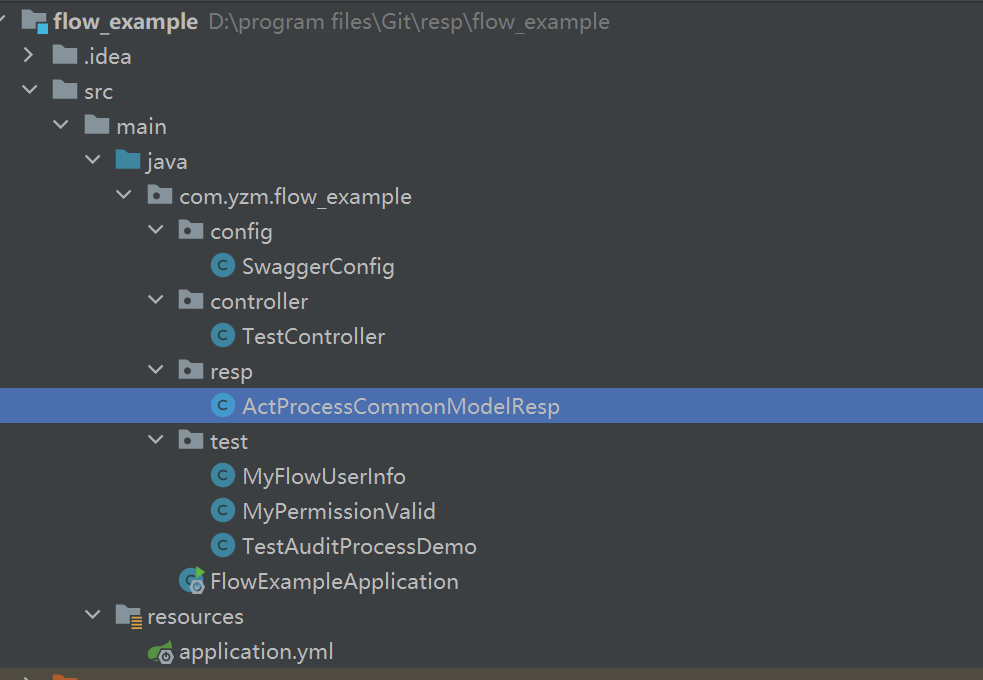 flow_example D:\program files\Git\resp\flow_example
.idea
src
main
java
com.yzm.flow_example
config
C SwaggerConfig
controller
C TestController
resp
C ActProcessCommonModelResp
test
C MyFlowUserInfo
C MyPermissionValid
C TestAuditProcessDemo
C FlowExampleApplication
resources
application.yml